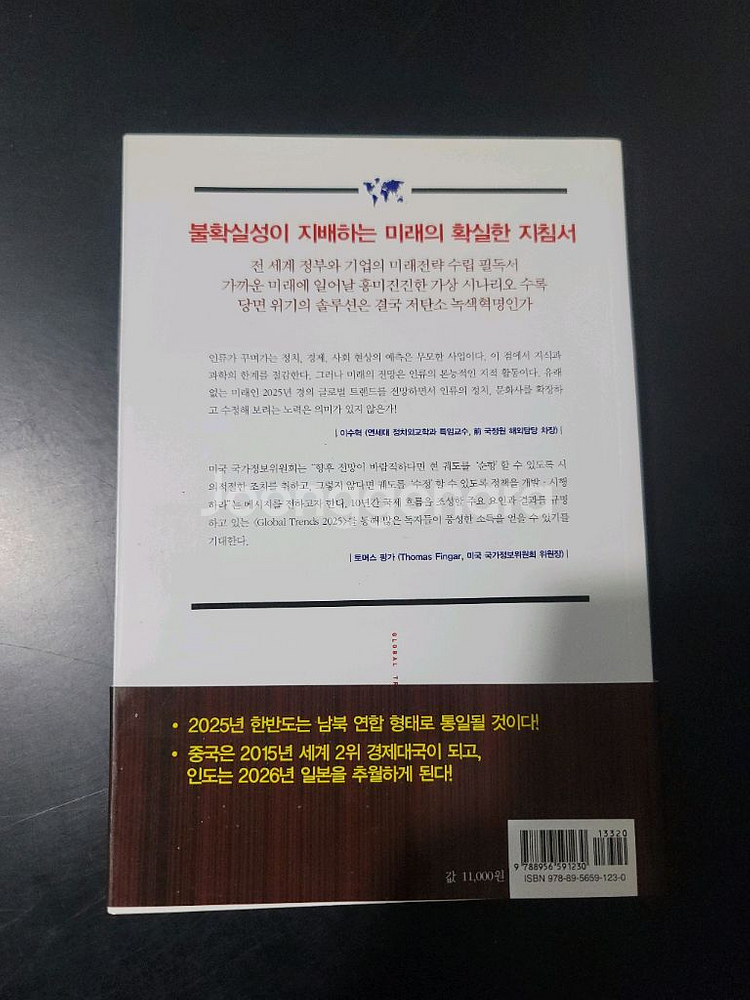 불확실성이 지배하는 미래의 확실한 지침서
전 세계 정부와 기업의 미래전략 수립 필독서
가까운 미래에 일어날 흥미진진한 가상 시나리오 수록
당면 위기의 솔루션은 결국 저탄소 녹색혁명인가
인류가 꾸며가는 정치, 경제, 사회 현상의 예측은 무모한 사업이다. 이 점에서 지식과
과학의 한계를 절감한다. 그러나 미래의 전망은 인류의 본능적인 지적 활동이다. 유래
없는 미래인 2025년 경의 글로벌 트렌드를 전망하면서 인류의 정치, 문화사를 확장하
고 수정해 보려는 노력은 의미가 있지 않은가!
| 이수혁 (연세대 정치외교학과 특임교수, 前 국정원 해외담당 차장) |
미국 국가정보위원회는 “향후 전망이 바람직하다면 현 궤도를 '순항' 할 수 있도록 시
의적절한 조치를 취하고, 그렇지 않다면 궤도를 '수정' 할 수 있도록 정책을 개발·시행
하라”는 메시지를 전하고자 한다. 10년간 국제 흐름을 조성할 주요 요인과 결과를 규명
하고 있는 《Global Trends 2025》를 통해 많은 독자들이 풍성한 소득을 얻을 수 있기를
기대한다.
| 토머스 핑가 (Thomas Fingar, 미국 국가정보위원회 위원장) |
GLOBAL TR
• 2025년 한반도는 남북 연합 형태로 통일될 것이다!
• 중국은 2015년 세계 2위 경제대국이 되고,
인도는 2026년 일본을 추월하게 된다!
13320
9 788956 591230
값 11,000원
ISBN 978-89-5659-123-0